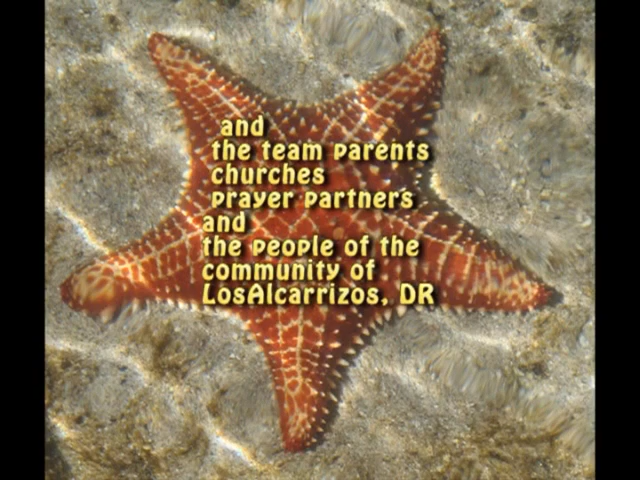 and
the team parents
churches
prayer partners
and
the people of the
community of
LosAlcarrizos, DR